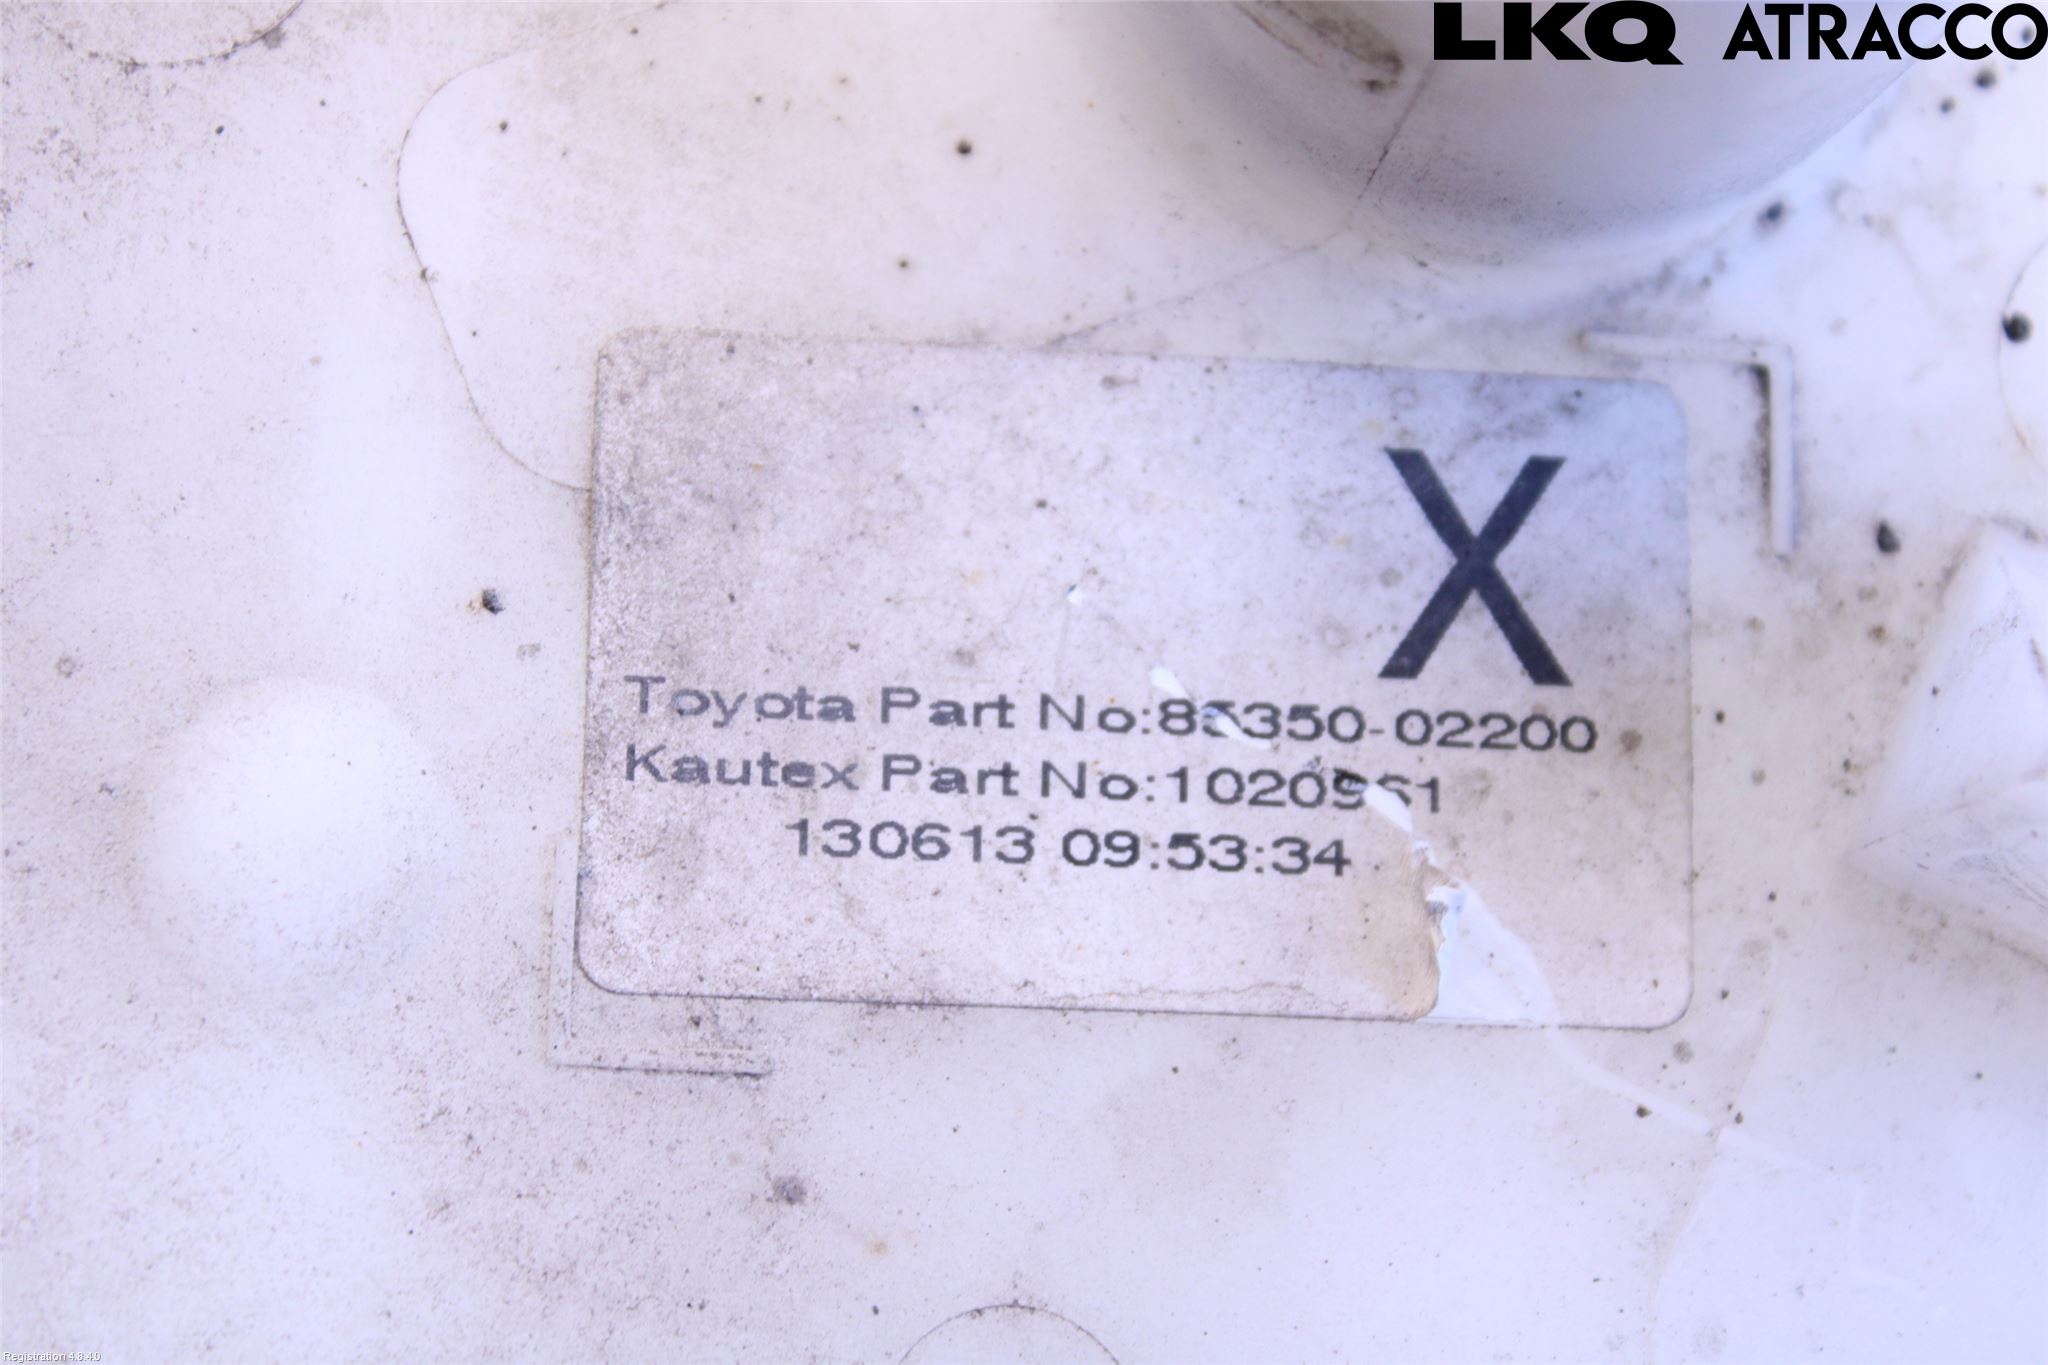 LKQ ATRACCO
X
Toyota Part No:85350-02200
Kautex Part No:1020961
130613 09:53:34
Registration 4.8.4.0